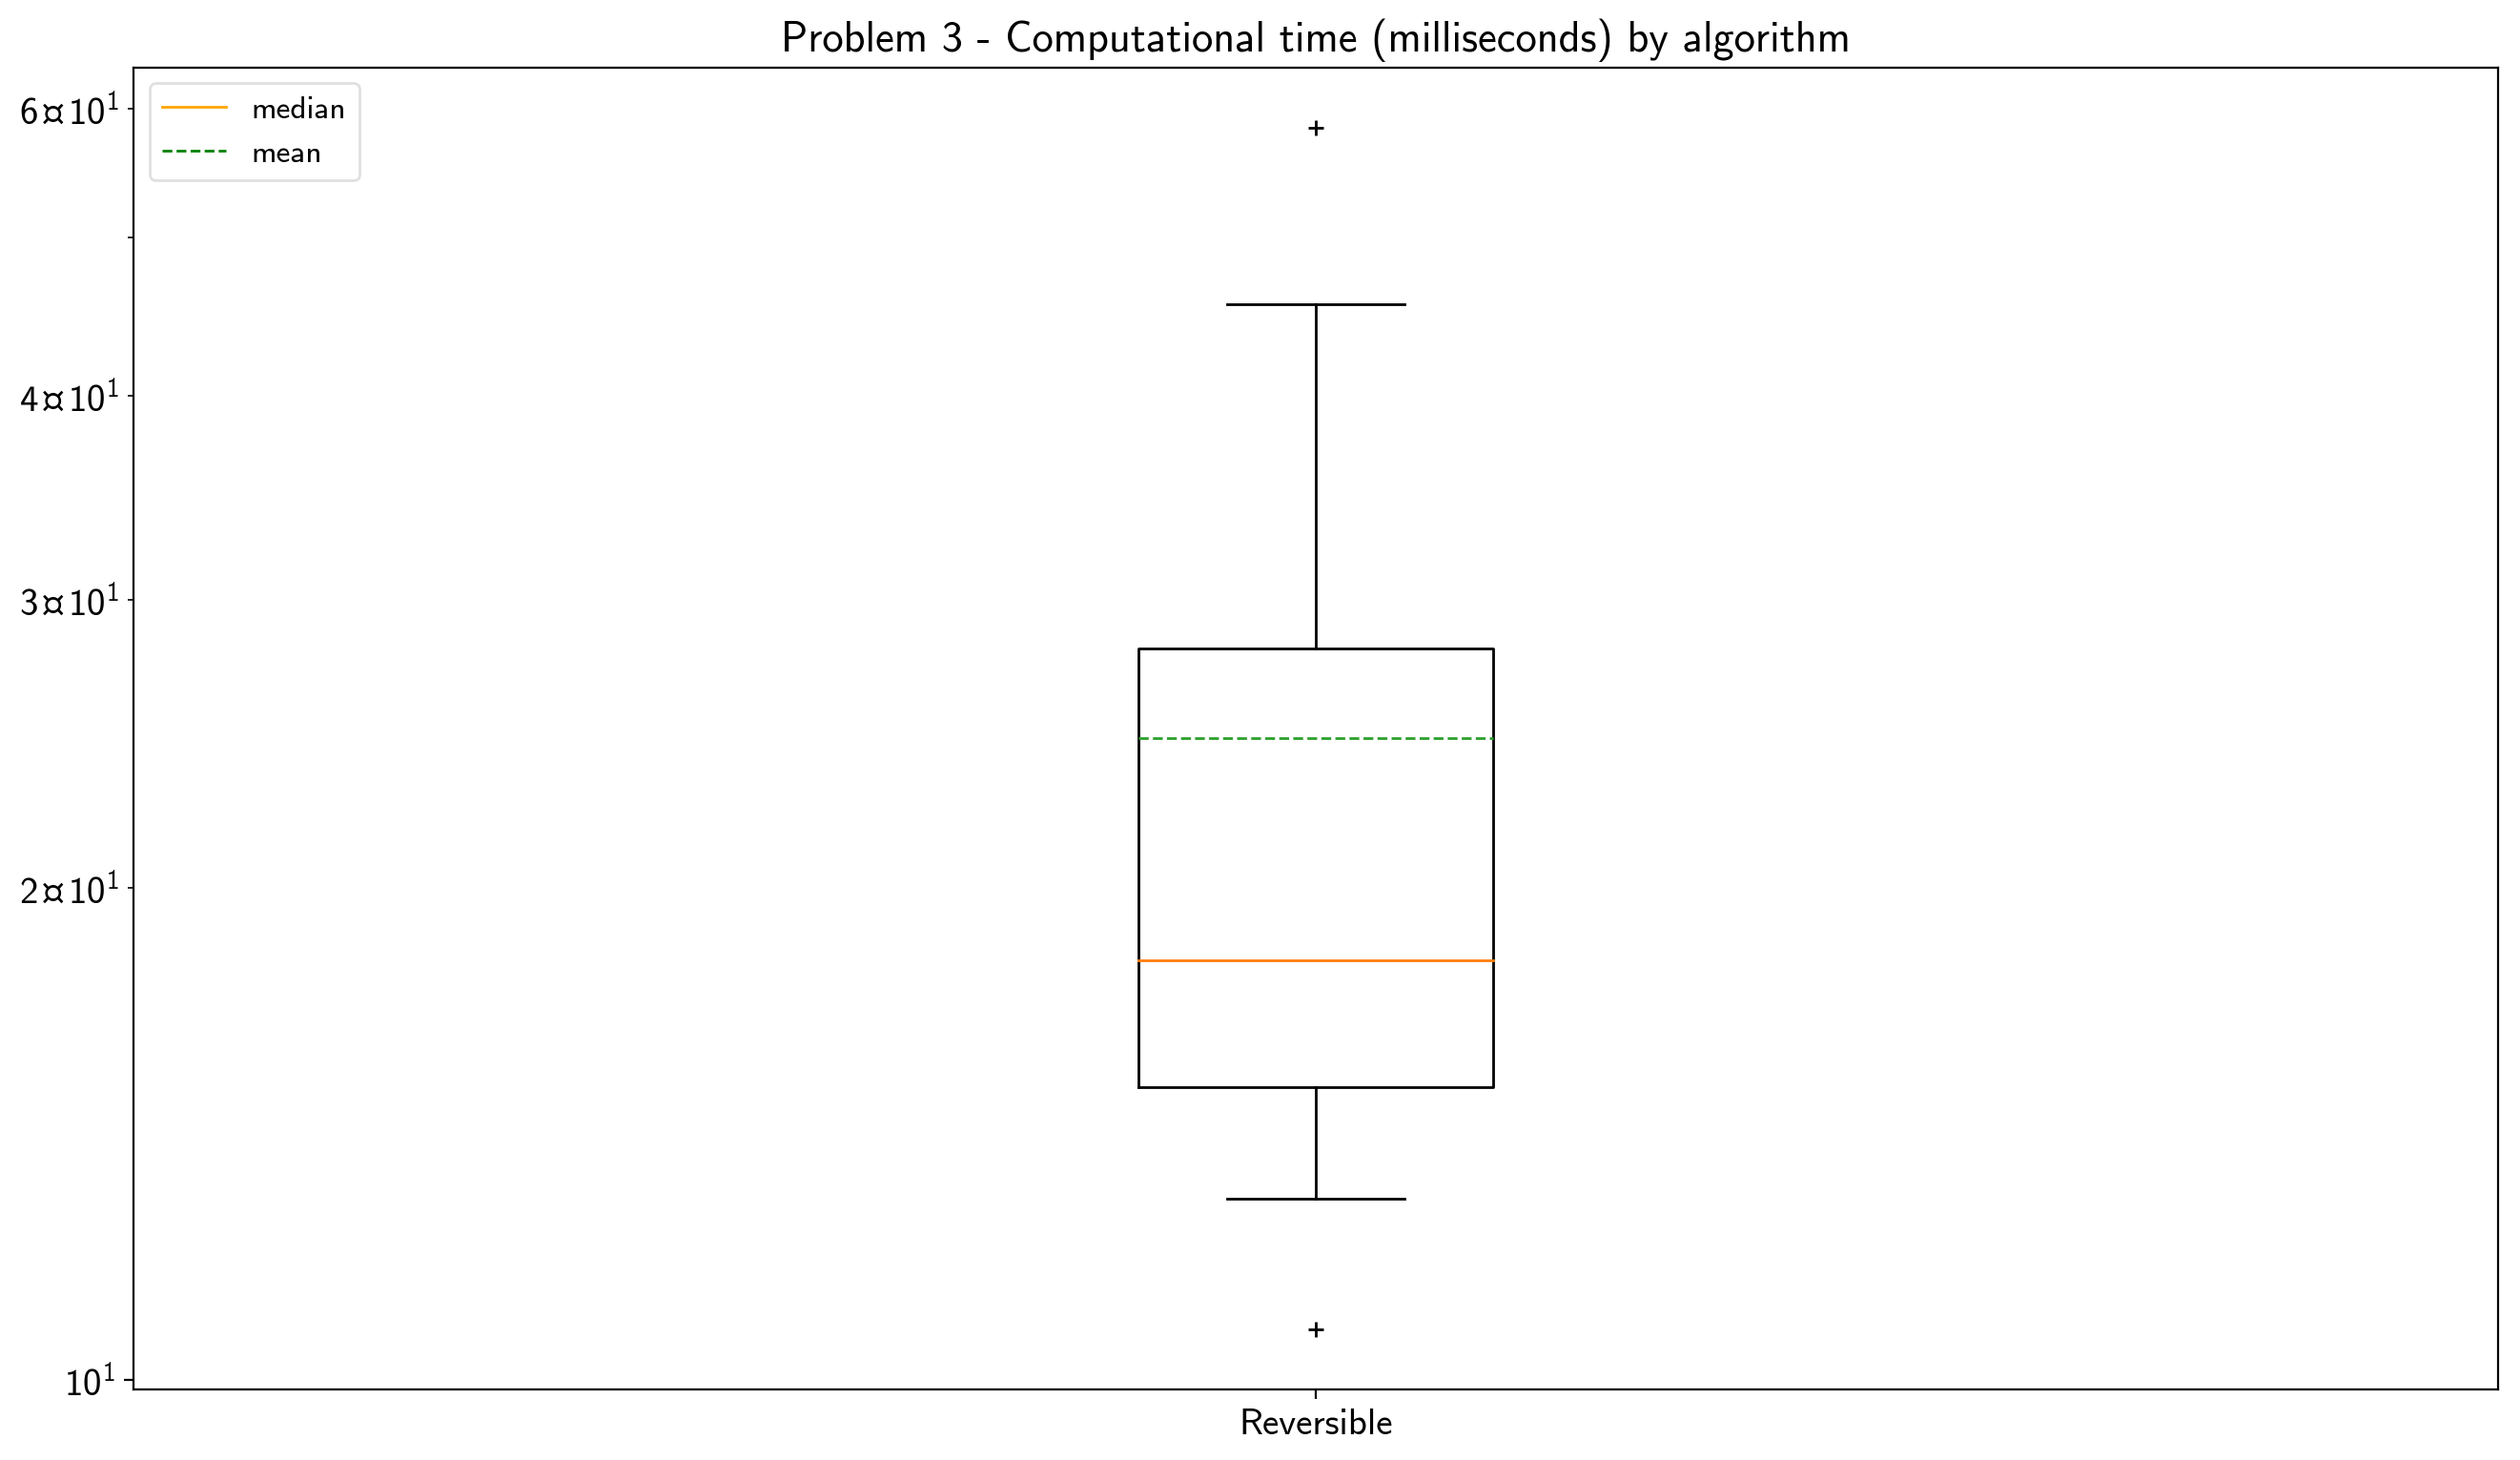 Problem 3 - Computational time (milliseconds) by algorithm
median
mean
6¤10¹
4¤10¹
3¤10¹
2¤10¹
10¹
Reversible